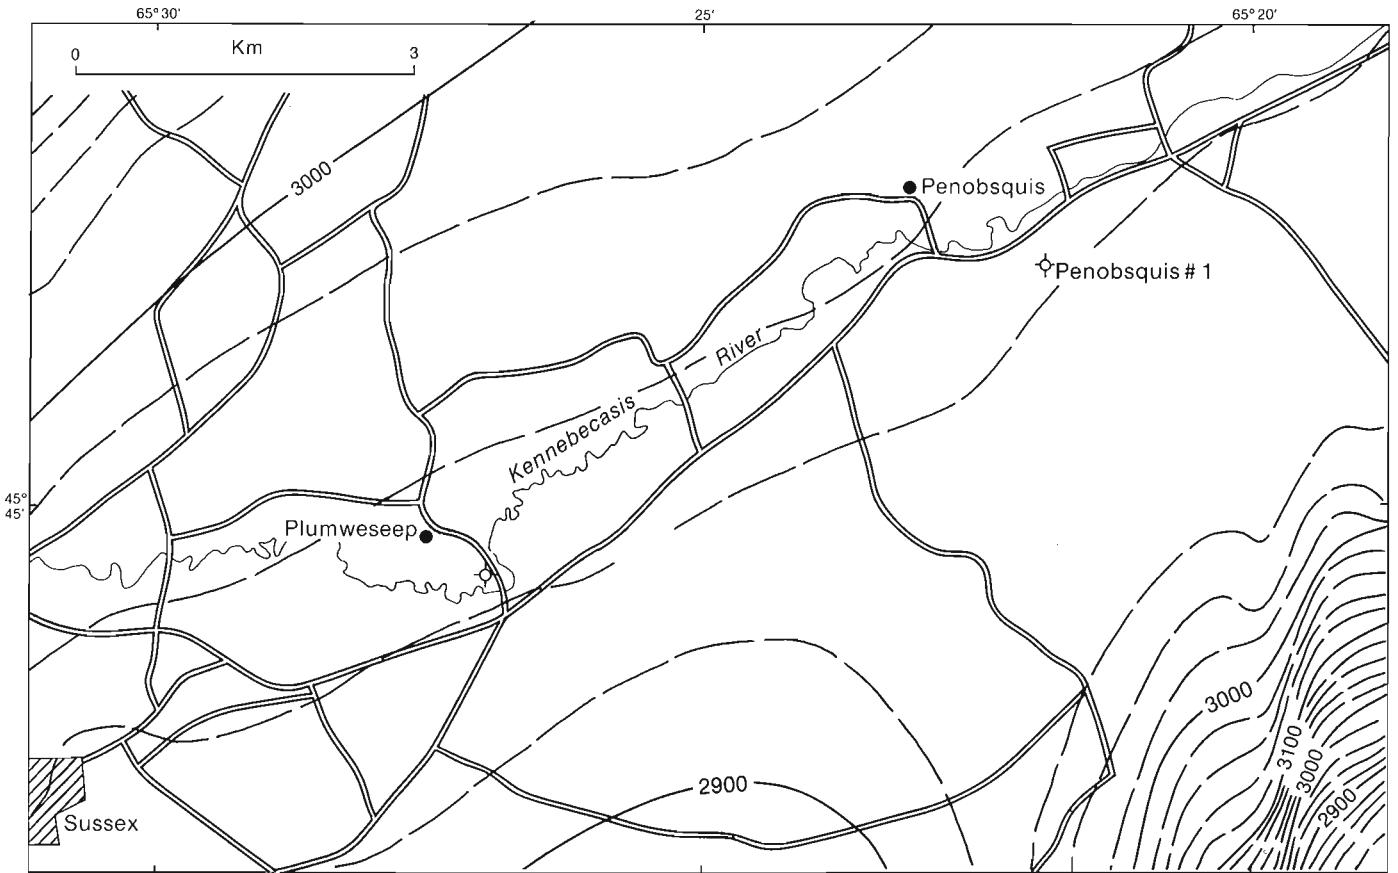 65° 30′
25′
65° 20′
Km
0
3
3000
Penobsquis
Penobsquis # 1
River
Kennebecasis
45°
45′
Plumweseep
3000
3100
3000
2900
2900
Sussex